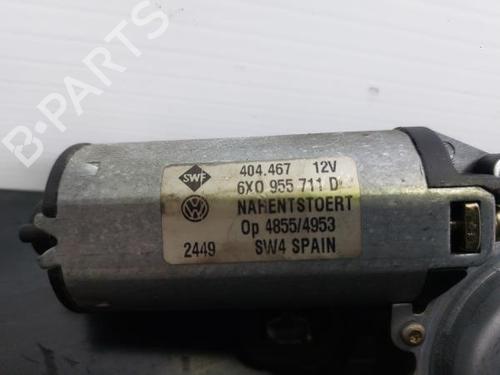 B-PARTS
SWF 404.467 12V
6X0 955 711 D
NAHENTSTOERT
Op 4855/4953
2449 SW4 SPAIN